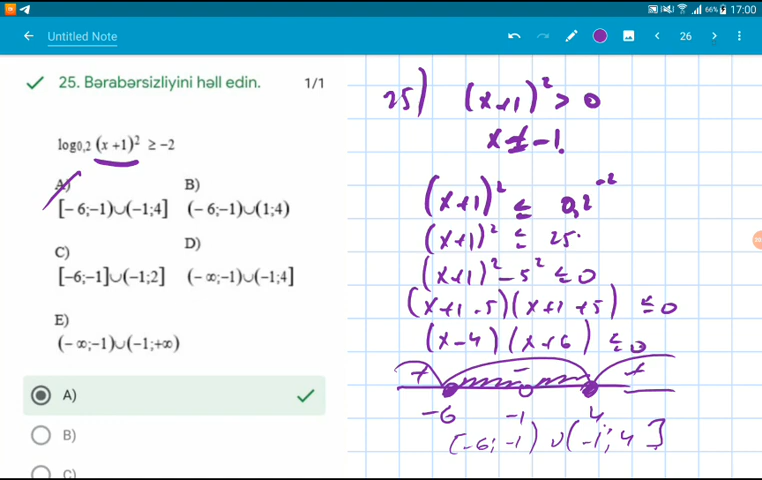 66% 17:00
Untitled Note
26
25. Bərabərsizliyini həll edin. 1/1
log0,2 (x +1)² ≥ -2
A)
[- 6;-1)∪(-1;4]
B)
(- 6;-1)∪(1;4)
C)
[-6;-1]∪(-1;2]
D)
(- ∞;-1)∪(-1;4]
E)
(- ∞;-1)∪(-1;+∞)
A)
B)
C)
25) (x+1)² > 0
x ≠ -1.
(x+1)² ≤ 0,2⁻²
(x+1)² ≤ 25.
(x+1)² - 5² ≤ 0
(x+1-5)(x+1+5) ≤ 0
(x-4)(x+6) ≤ 0
+ - +
-6 -1 4
[-6; -1) ∪ (-1; 4]